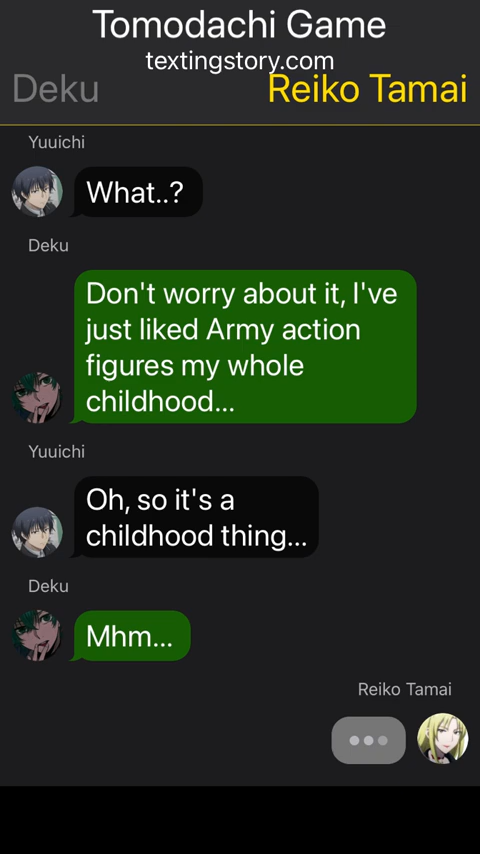 Tomodachi Game
textingstory.com
Deku Reiko Tamai
Yuuichi
What..?
Deku
Don't worry about it, I've
just liked Army action
figures my whole
childhood...
Yuuichi
Oh, so it's a
childhood thing...
Deku
Mhm...
Reiko Tamai